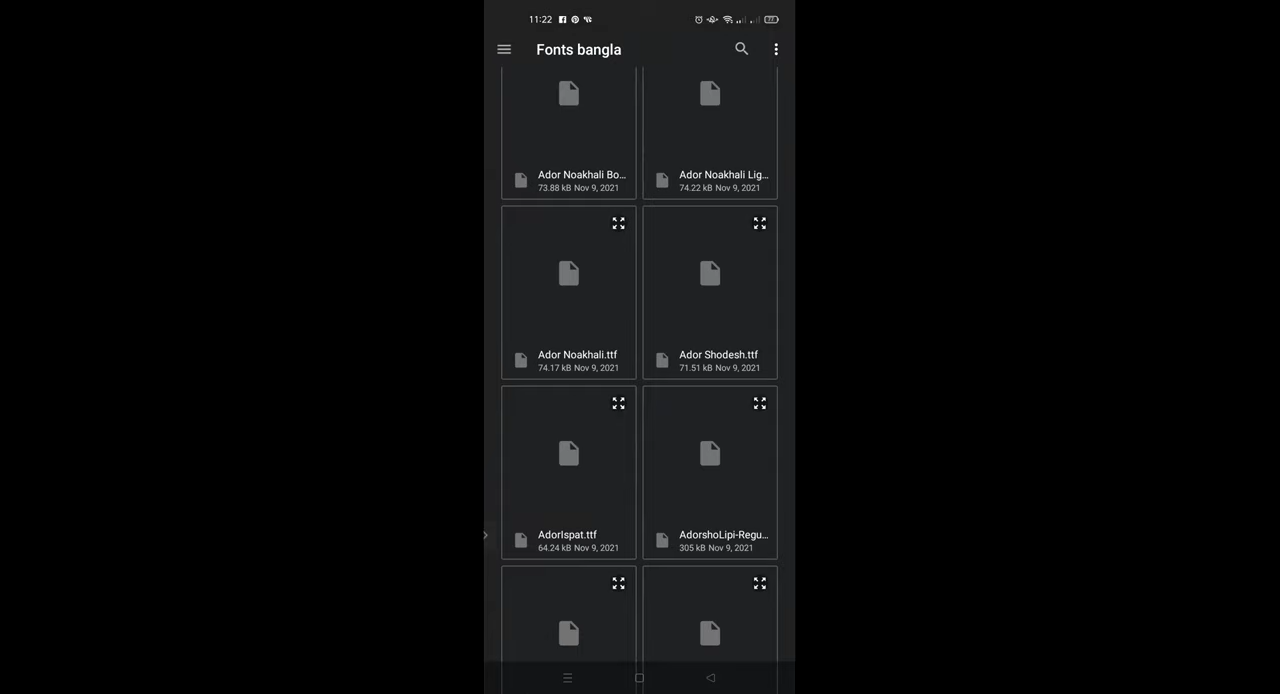 11:22
Fonts bangla
Ador Noakhali Bo...
73.88 kB Nov 9, 2021
Ador Noakhali Lig...
74.22 kB Nov 9, 2021
Ador Noakhali.ttf
74.17 kB Nov 9, 2021
Ador Shodesh.ttf
71.51 kB Nov 9, 2021
AdorIspat.ttf
64.24 kB Nov 9, 2021
AdorshoLipi-Regu...
305 kB Nov 9, 2021